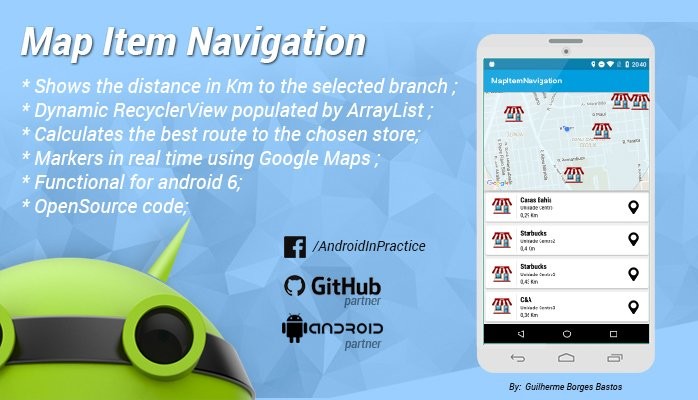 Map Item Navigation
* Shows the distance in Km to the selected branch ;
* Dynamic RecyclerView populated by ArrayList ;
* Calculates the best route to the chosen store;
* Markers in real time using Google Maps ;
* Functional for android 6;
* OpenSource code;
/AndroidInPractice
GitHub
partner
android
partner
20:40
MapItemNavigation
Google
Casas Bahia
Unidade Centro
0,29 Km
Starbucks
Unidade Centro2
0,4 Km
Starbucks
Unidade Centro3
0,43 Km
C&A
Unidade Centro3
0,36 Km
By: Guilherme Borges Bastos